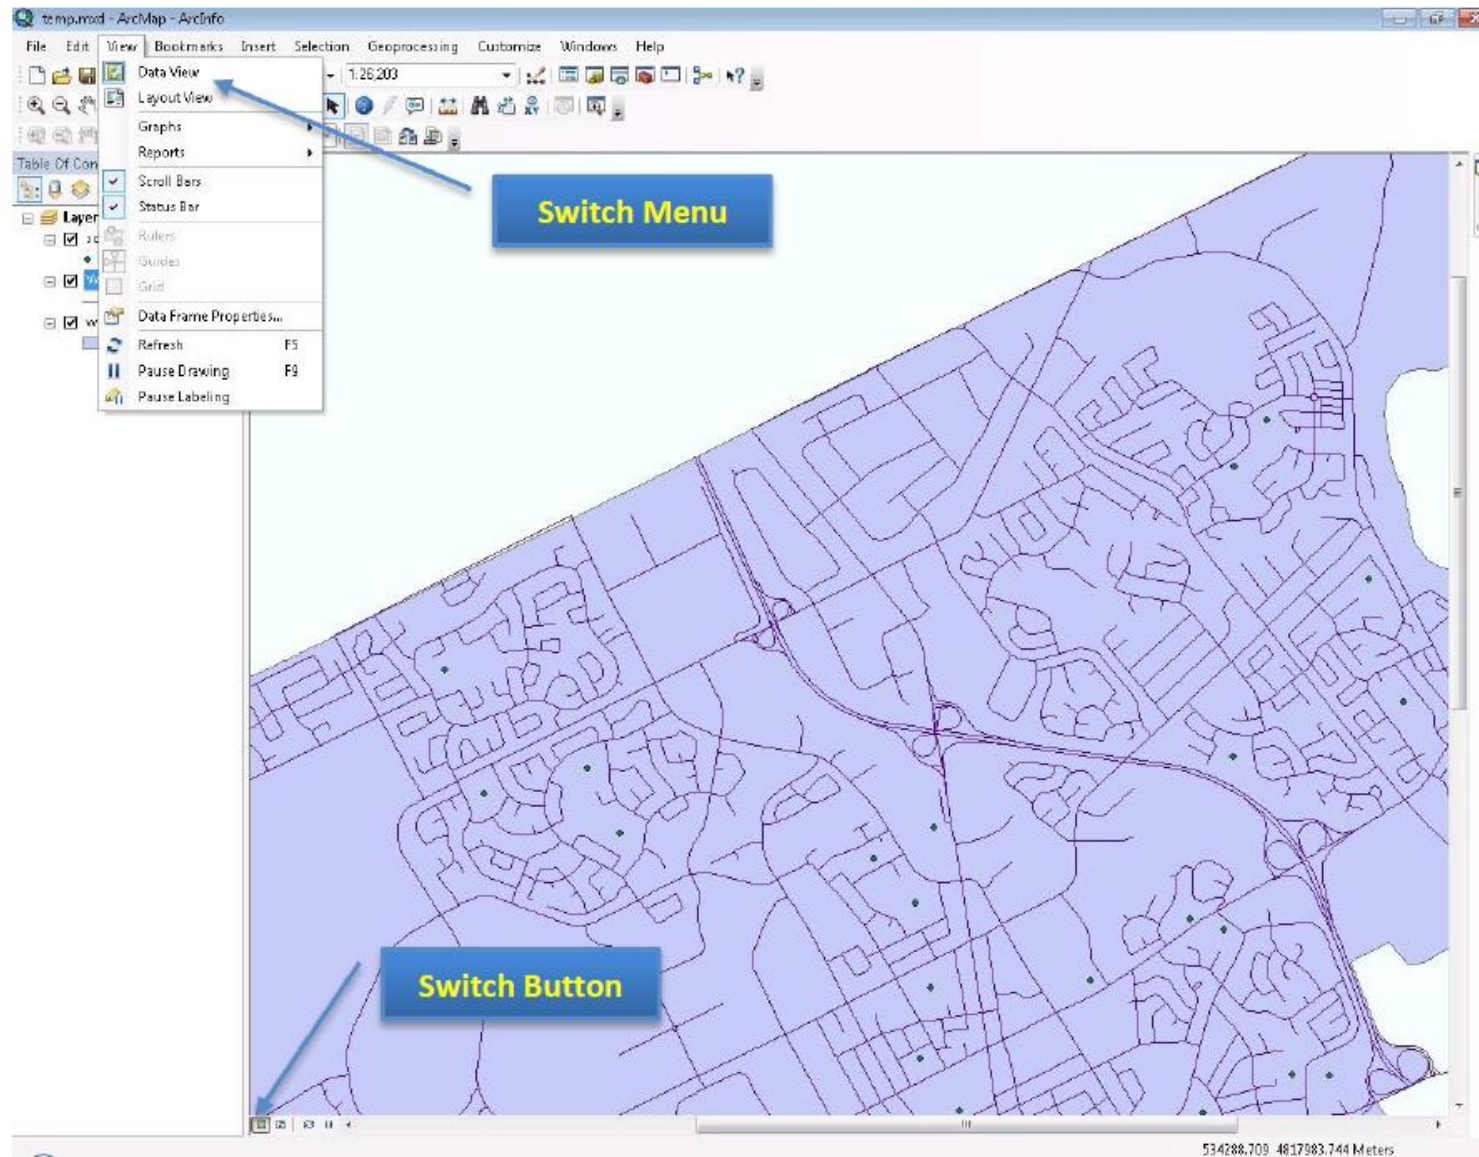 temp.mxd - ArcMap - ArcInfo
File Edit View Bookmarks Insert Selection Geoprocessing Customize Windows Help
Data View
1:26,203
Layout View
Graphs
Reports
Table Of Con
Scroll Bars
Switch Menu
Status Bar
Layer
Rulers
Guides
Grid
Data Frame Properties...
Refresh F5
Pause Drawing F9
Pause Labeling
Switch Button
534288.709 4817983.744 Meters